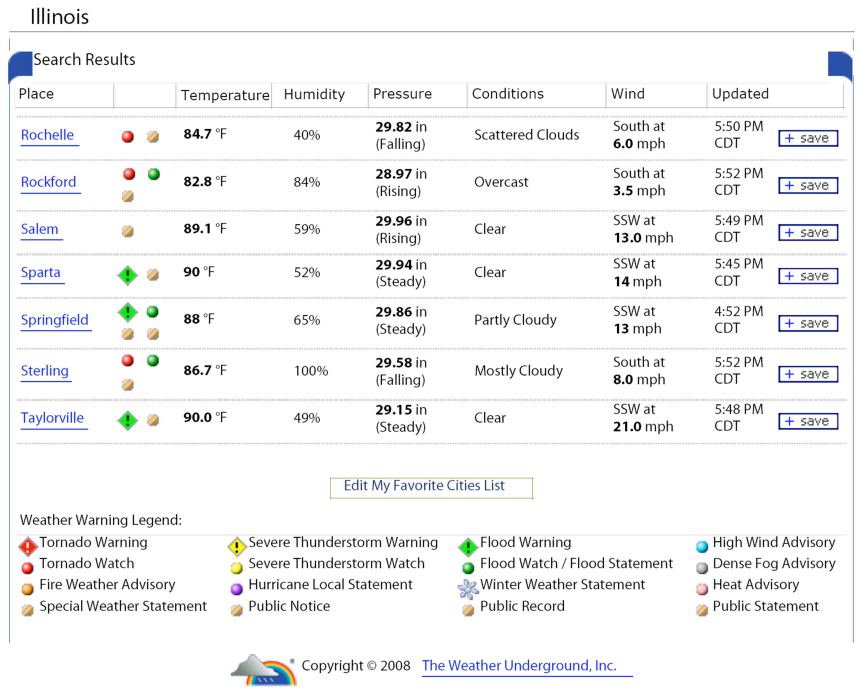 Illinois
Search Results
Place Temperature Humidity Pressure Conditions Wind Updated
Rochelle 84.7 °F 40% 29.82 in (Falling) Scattered Clouds South at 6.0 mph 5:50 PM CDT + save
Rockford 82.8 °F 84% 28.97 in (Rising) Overcast South at 3.5 mph 5:52 PM CDT + save
Salem 89.1 °F 59% 29.96 in (Rising) Clear SSW at 13.0 mph 5:49 PM CDT + save
Sparta 90 °F 52% 29.94 in (Steady) Clear SSW at 14 mph 5:45 PM CDT + save
Springfield 88 °F 65% 29.86 in (Steady) Partly Cloudy SSW at 13 mph 4:52 PM CDT + save
Sterling 86.7 °F 100% 29.58 in (Falling) Mostly Cloudy South at 8.0 mph 5:52 PM CDT + save
Taylorville 90.0 °F 49% 29.15 in (Steady) Clear SSW at 21.0 mph 5:48 PM CDT + save
Edit My Favorite Cities List
Weather Warning Legend:
Tornado Warning Severe Thunderstorm Warning Flood Warning High Wind Advisory
Tornado Watch Severe Thunderstorm Watch Flood Watch / Flood Statement Dense Fog Advisory
Fire Weather Advisory Hurricane Local Statement Winter Weather Statement Heat Advisory
Special Weather Statement Public Notice Public Record Public Statement
Copyright © 2008 The Weather Underground, Inc.